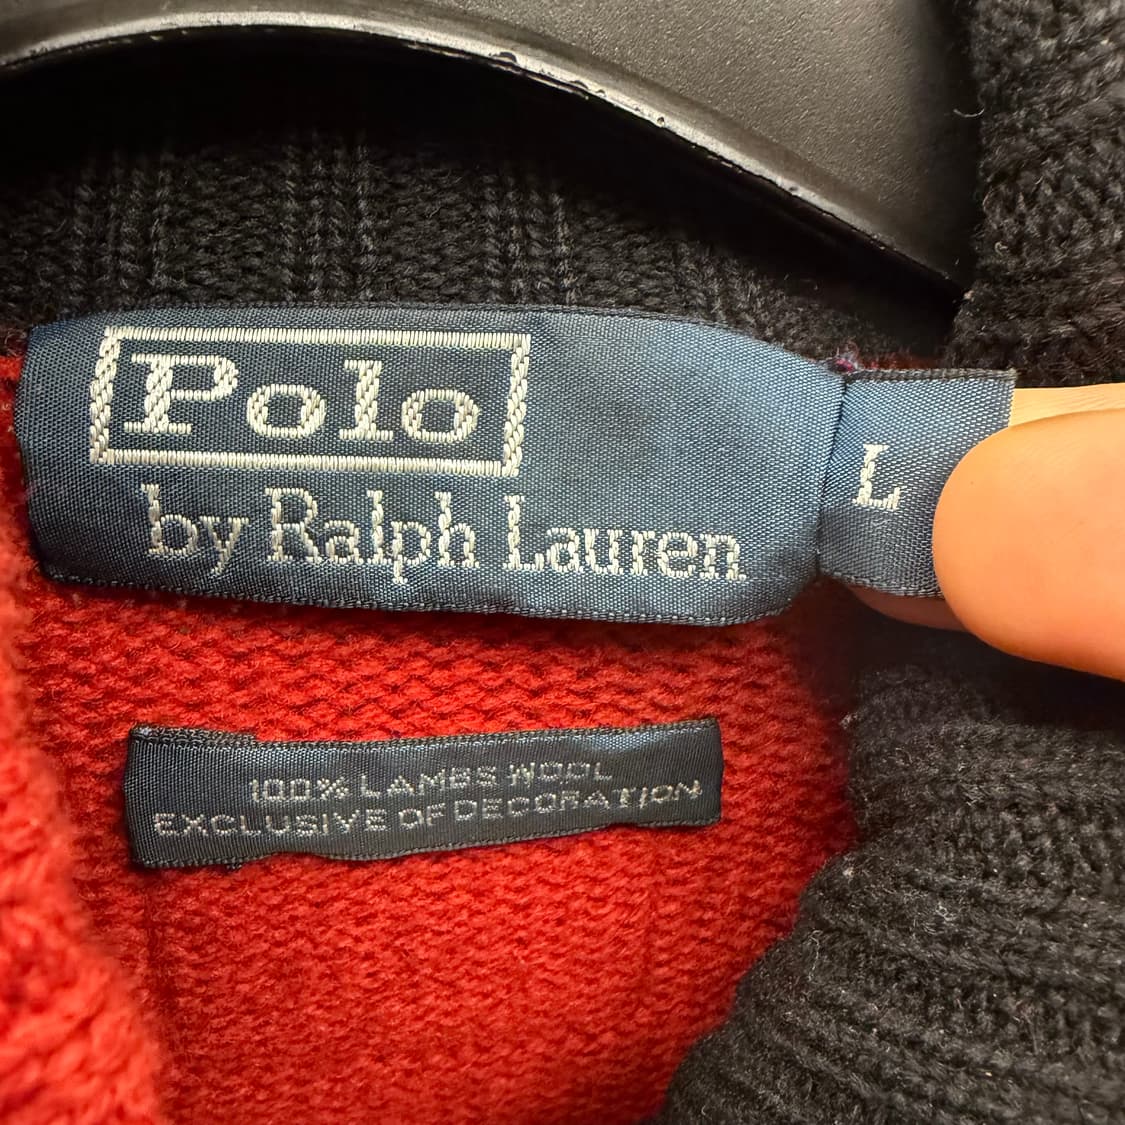 Polo
by Ralph Lauren
L
100% LAMBS WOOL
EXCLUSIVE OF DECORATION